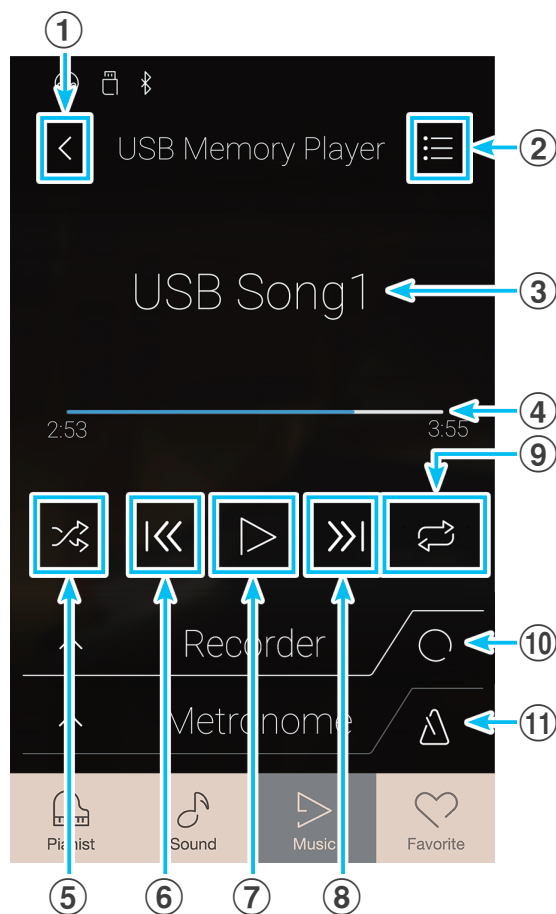 ①
USB Memory Player
②
USB Song1
③
④
2:53
3:55
⑨
Recorder
⑩
Metronome
⑪
Pianist
Sound
Music
Favorite
⑤
⑥
⑦
⑧